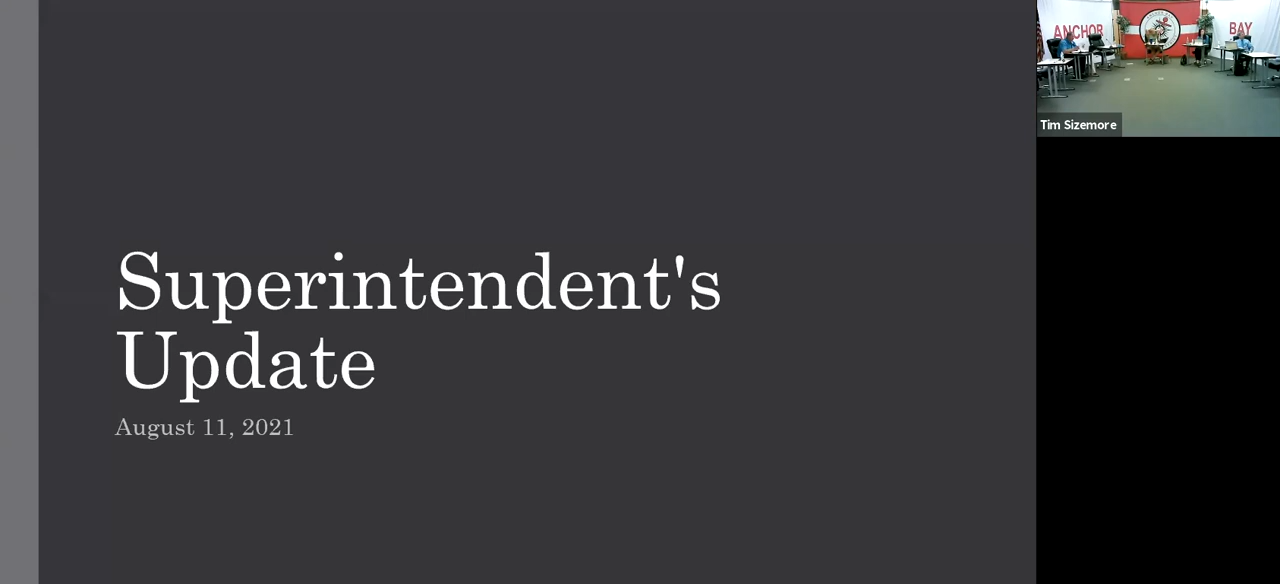 Superintendent's
Update
August 11, 2021
ANCHOR
BAY
Tim Sizemore